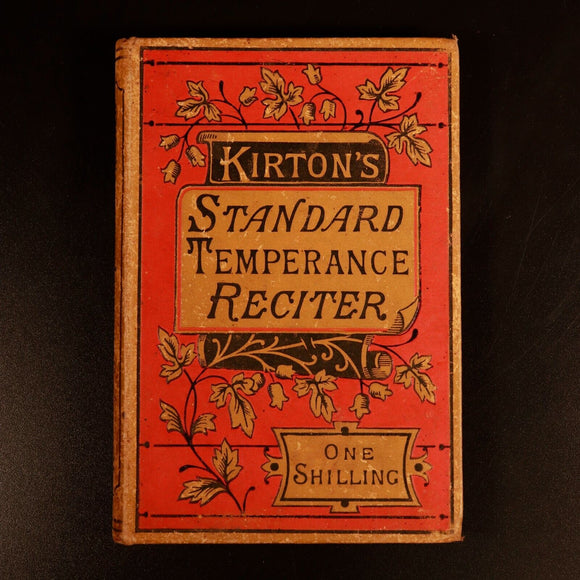 KIRTON'S
STANDARD
TEMPERANCE
RECITER
ONE
SHILLING